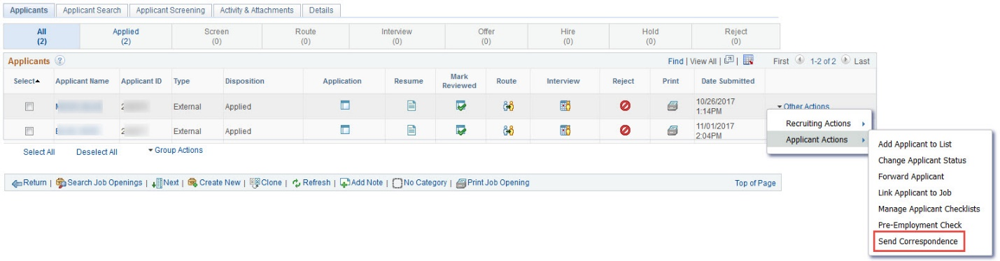 Applicants Applicant Search Applicant Screening Activity & Attachments Details
All Applied Screen Route Interview Offer Hire Hold Reject
(2) (2) (0) (0) (0) (0) (0) (0) (0)
Applicants ? Find | View All | | First 1-2 of 2 Last
Select Applicant Name Applicant ID Type Disposition Application Resume Mark Reviewed Route Interview Reject Print Date Submitted
External Applied 10/26/2017 1:14PM Other Actions
External Applied 11/01/2017 2:04PM
Recruiting Actions
Applicant Actions
Add Applicant to List
Change Applicant Status
Forward Applicant
Link Applicant to Job
Manage Applicant Checklists
Pre-Employment Check
Send Correspondence
Select All Deselect All Group Actions
Return | Search Job Openings | Next | Create New | Clone | Refresh | Add Note | No Category | Print Job Opening Top of Page